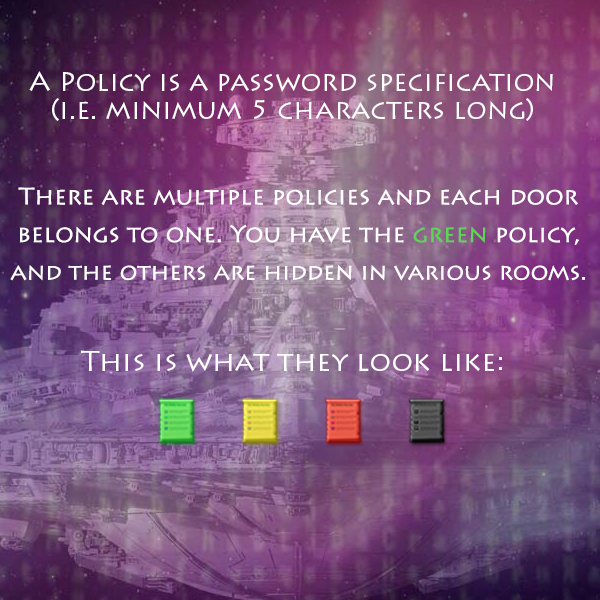 A Policy is a password specification
(i.e. minimum 5 characters long)
There are multiple policies and each door
belongs to one. You have the green policy,
and the others are hidden in various rooms.
This is what they look like: